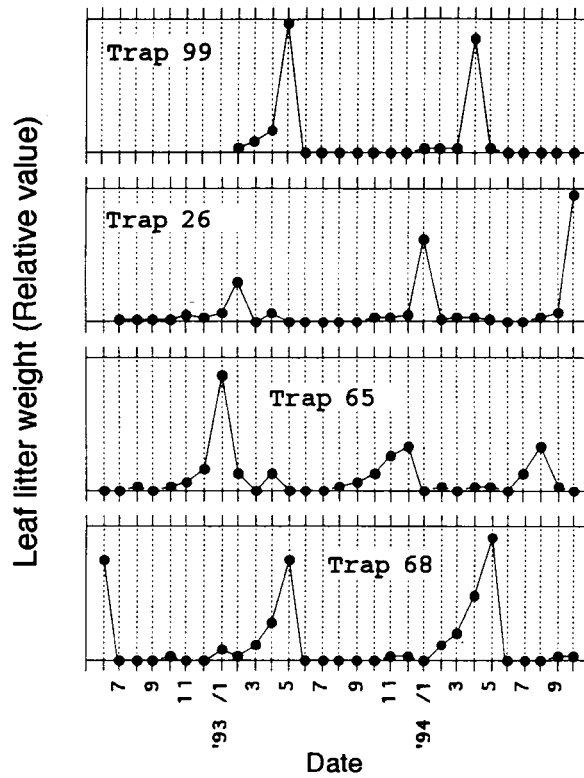 Leaf litter weight (Relative value)
Trap 99
Trap 26
Trap 65
Trap 68
7 9 11 '93 /1 3 5 7 9 11 '94 /1 3 5 7 9
Date